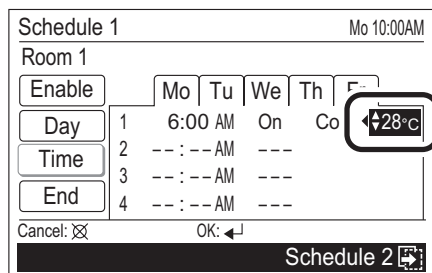 Schedule 1 Mo 10:00AM
Room 1
Enable Mo Tu We Th
Day 1 6:00 AM On Co 28°C
Time 2 --:--AM ---
3 --:--AM ---
End 4 --:--AM ---
Cancel: OK:
Schedule 2